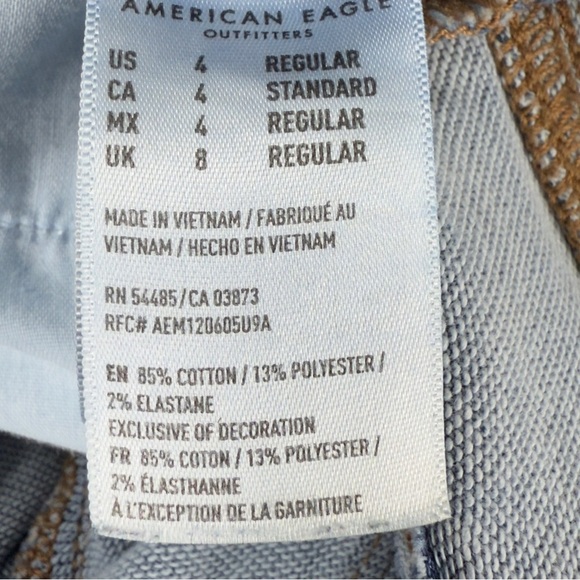 AMERICAN EAGLE
OUTFITTERS
US 4 REGULAR
CA 4 STANDARD
MX 4 REGULAR
UK 8 REGULAR
MADE IN VIETNAM / FABRIQUÉ AU
VIETNAM / HECHO EN VIETNAM
RN 54485/CA 03873
RFC# AEM120605U9A
EN 85% COTTON / 13% POLYESTER /
2% ELASTANE
EXCLUSIVE OF DECORATION
FR 85% COTON / 13% POLYESTER /
2% ÉLASTHANNE
À L'EXCEPTION DE LA GARNITURE